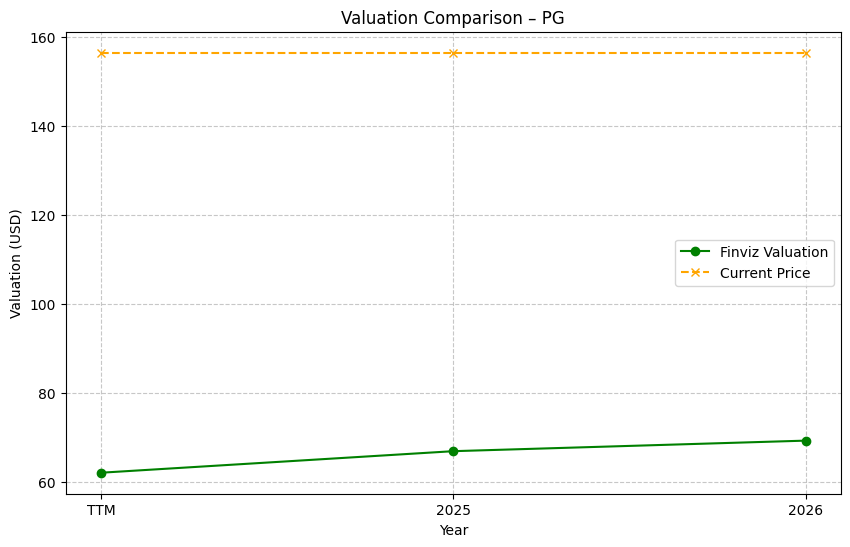 Valuation Comparison – PG
Valuation (USD)
160
140
120
100
80
60
Finviz Valuation
Current Price
TTM
2025
2026
Year